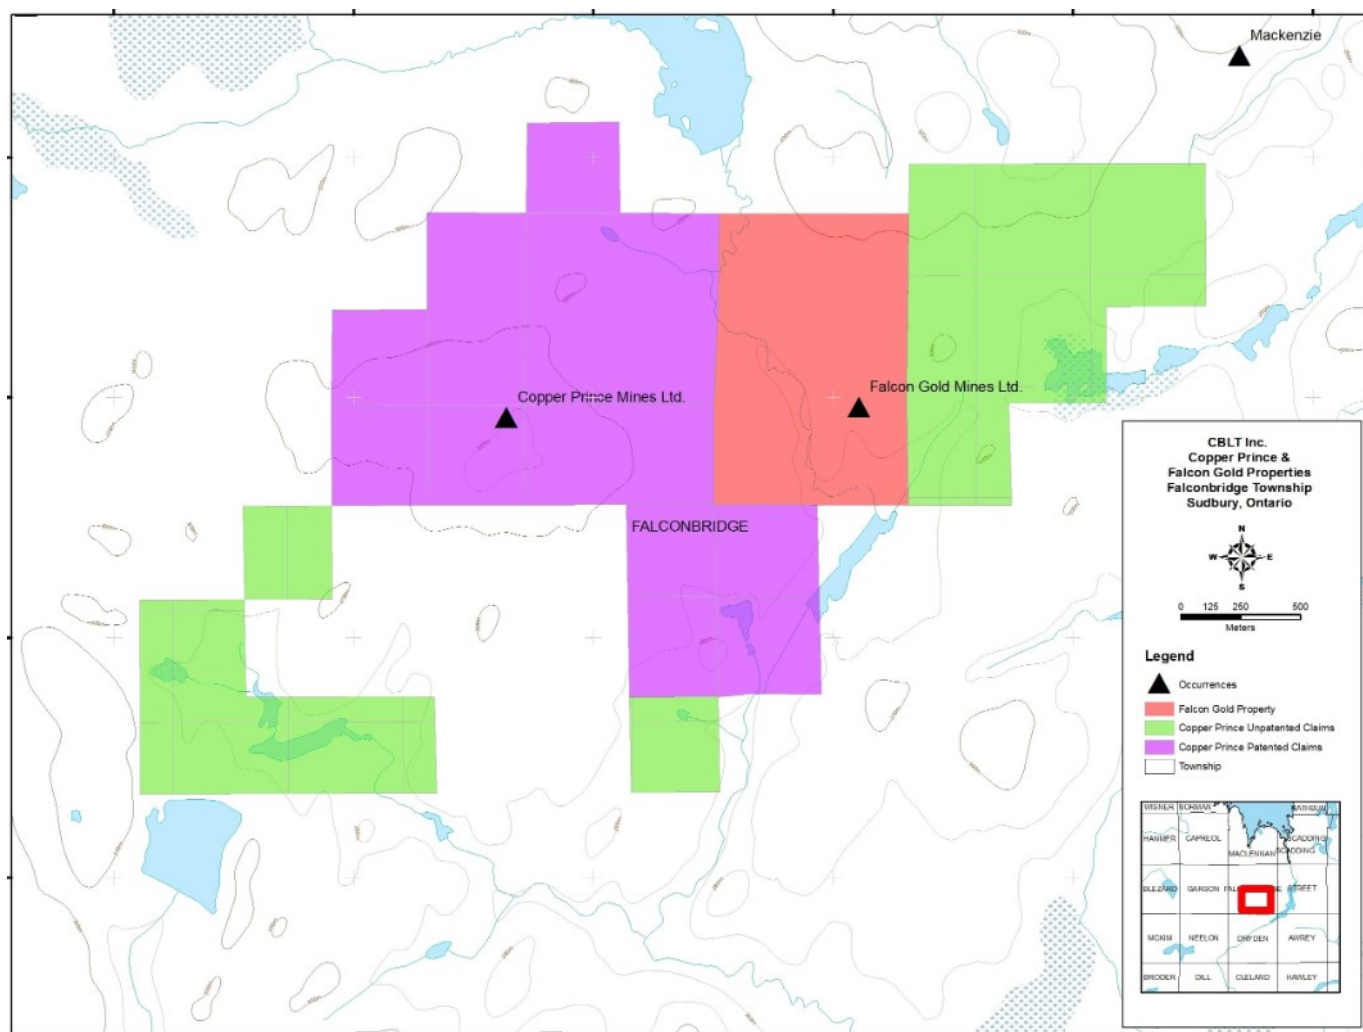 Mackenzie
Falcon Gold Mines Ltd.
Copper Prince Mines Ltd.
FALCONBRIDGE
CBLT Inc.
Copper Prince &
Falcon Gold Properties
Falconbridge Township
Sudbury, Ontario
N
W E
S
0 125 250 500
Meters
Legend
Occurrences
Falcon Gold Property
Copper Prince Unpatented Claims
Copper Prince Patented Claims
Township
WISNER NORMAN
HANMER CAPREOL SCADDING
MACLENNAN SCADDING
BLEZARD GARSON STREET
MCKIM NEELON DRYDEN AWREY
BRODER DILL CLELAND HAWLEY